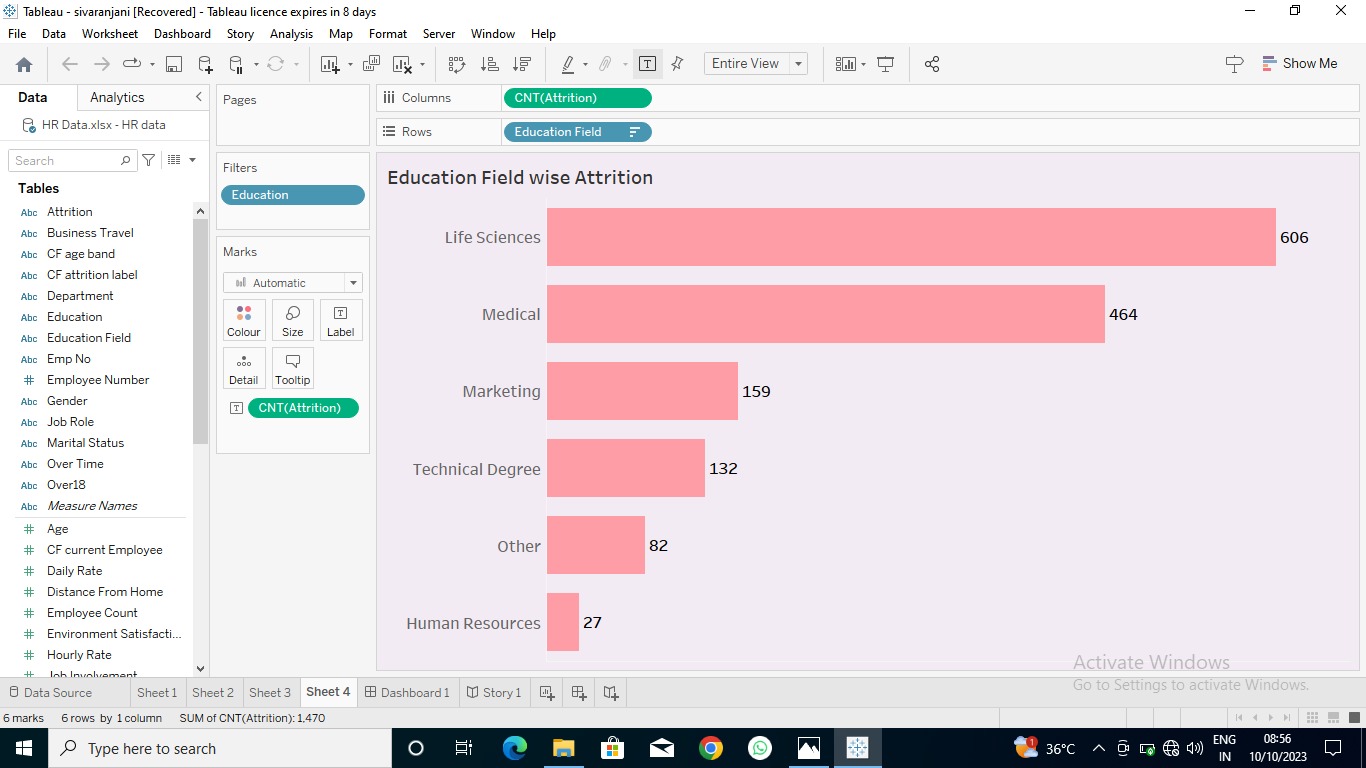 Tableau - sivaranjani [Recovered] - Tableau licence expires in 8 days
File Data Worksheet Dashboard Story Analysis Map Format Server Window Help
Entire View
Show Me
Data Analytics
HR Data.xlsx - HR data
Search
Tables
Abc Attrition
Abc Business Travel
Abc CF age band
Abc CF attrition label
Abc Department
Abc Education
Abc Education Field
Abc Emp No
# Employee Number
Abc Gender
Abc Job Role
Abc Marital Status
Abc Over Time
Abc Over18
Abc Measure Names
# Age
# CF current Employee
# Daily Rate
# Distance From Home
# Employee Count
# Environment Satisfacti...
# Hourly Rate
# Job Involvement
Pages
Filters
Education
Marks
Automatic
Colour Size Label
Detail Tooltip
CNT(Attrition)
Columns CNT(Attrition)
Rows Education Field
Education Field wise Attrition
Life Sciences 606
Medical 464
Marketing 159
Technical Degree 132
Other 82
Human Resources 27
Activate Windows
Go to Settings to activate Windows.
Data Source Sheet 1 Sheet 2 Sheet 3 Sheet 4 Dashboard 1 Story 1
6 marks 6 rows by 1 column SUM of CNT(Attrition): 1,470
Type here to search
1 36°C
ENG
IN
08:56
10/10/2023